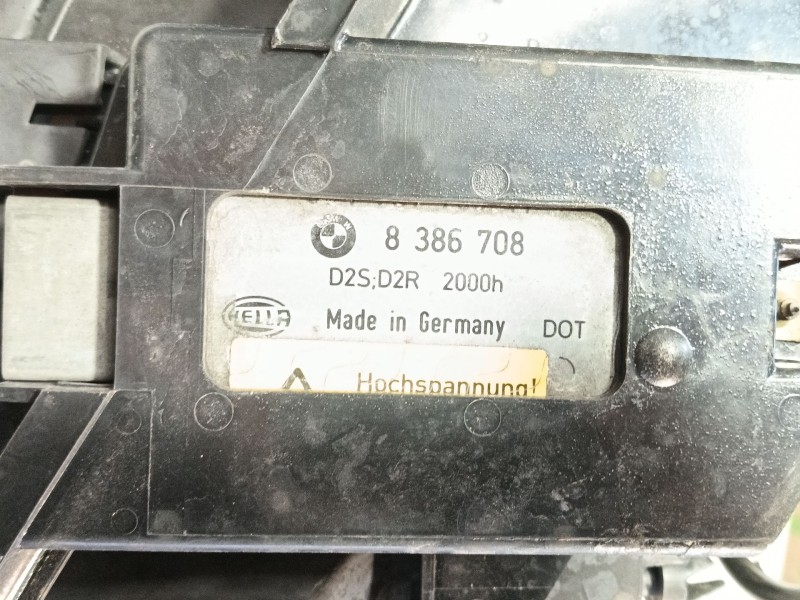 8 386 708
D2S;D2R 2000h
HELLA
Made in Germany DOT
Hochspannung!